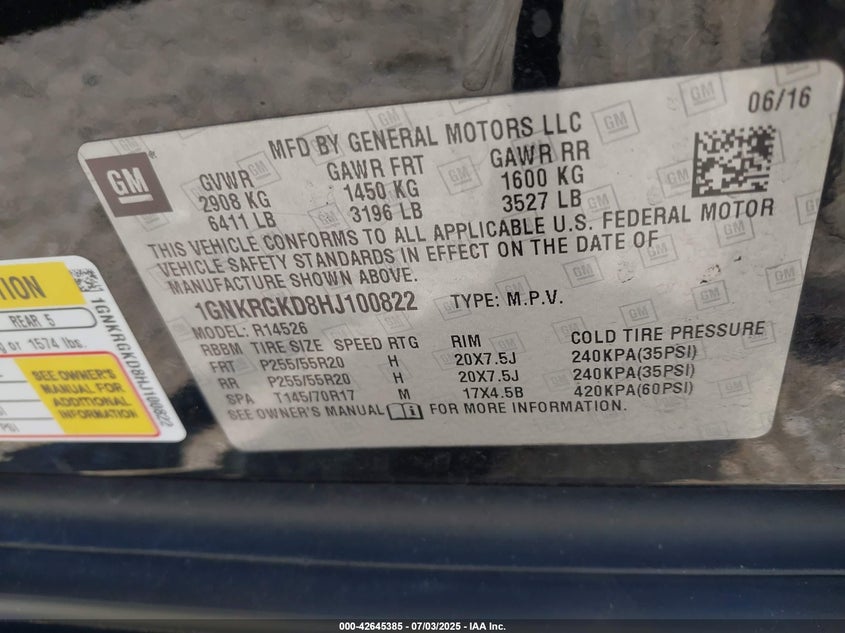 06/16
MFD BY GENERAL MOTORS LLC
GM
GVWR GAWR FRT GAWR RR
2908 KG 1450 KG 1600 KG
6411 LB 3196 LB 3527 LB
THIS VEHICLE CONFORMS TO ALL APPLICABLE U.S. FEDERAL MOTOR
VEHICLE SAFETY STANDARDS IN EFFECT ON THE DATE OF
MANUFACTURE SHOWN ABOVE.
1GNKRGKD8HJ100822 TYPE: M.P.V.
MODEL: R14526
RBBM TIRE SIZE SPEED RTG RIM COLD TIRE PRESSURE
FRT P255/55R20 H 20X7.5J 240KPA(35PSI)
RR P255/55R20 H 20X7.5J 240KPA(35PSI)
SPA T145/70R17 M 17X4.5B 420KPA(60PSI)
SEE OWNER'S MANUAL FOR MORE INFORMATION.
TION
REAR 5
g or 1574 lbs.
SEE OWNER'S
MANUAL FOR
ADDITIONAL
INFORMATION
PSI
1GNKRGKD8HJ100822
000-42645385 - 07/03/2025 - IAA Inc.